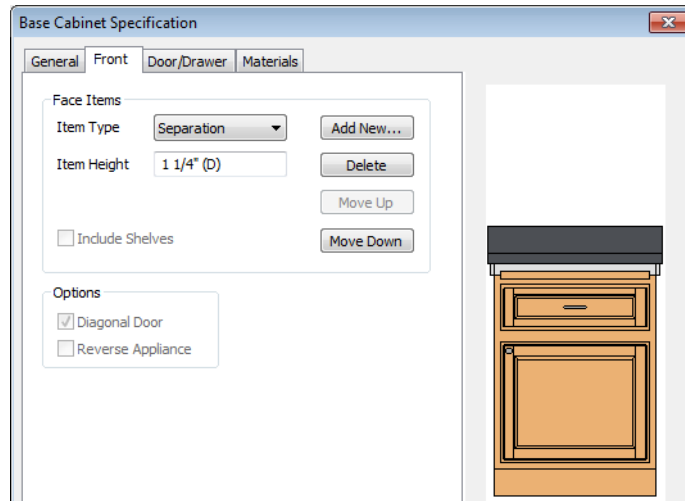 Base Cabinet Specification
General Front Door/Drawer Materials
Face Items
Item Type Separation Add New...
Item Height 1 1/4" (D) Delete
Move Up
Include Shelves Move Down
Options
Diagonal Door
Reverse Appliance